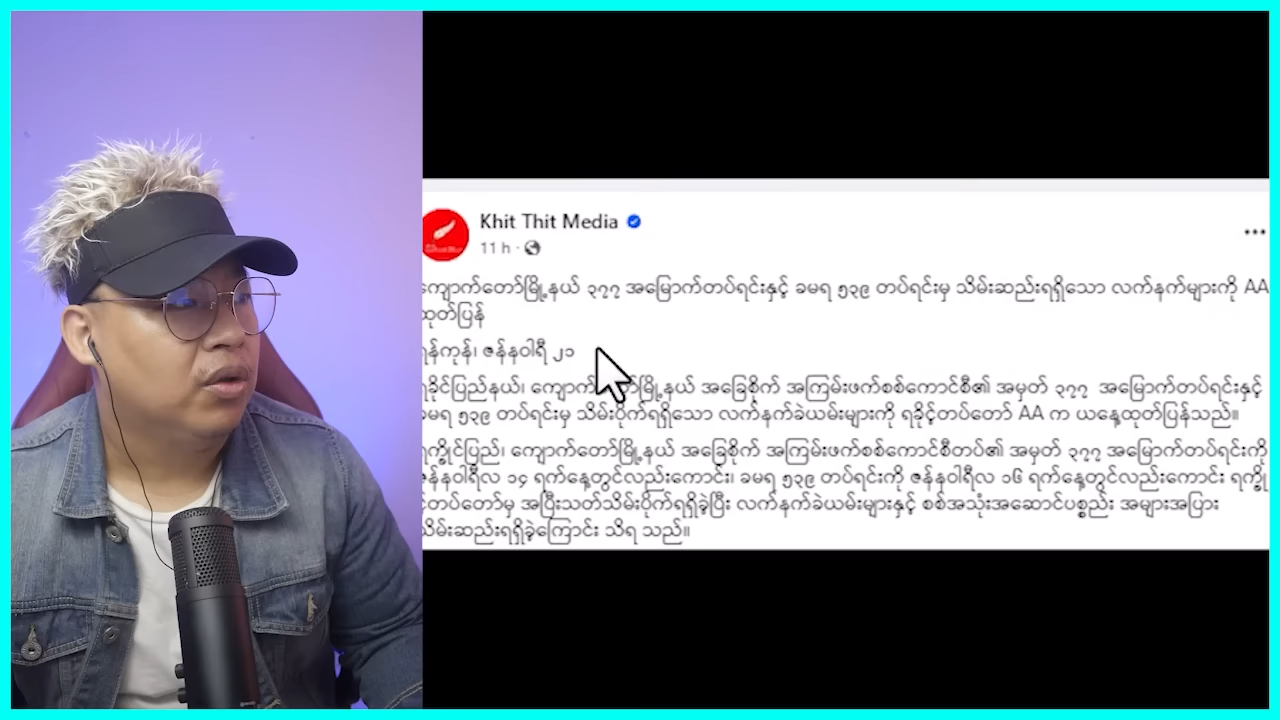 Khit Thit Media
11 h ·
ကျောက်တော်မြို့နယ် ၃၇၇ အမြောက်တပ်ရင်းနှင့် ခမရ ၅၃၉ တပ်ရင်းမှ သိမ်းဆည်းရရှိသော လက်နက်များကို AA
ထုတ်ပြန်
ရန်ကုန်၊ ဇန်နဝါရီ ၂၁
ရခိုင်ပြည်နယ်၊ ကျောက်တော်မြို့နယ် အခြေစိုက် အကြမ်းဖက်စစ်ကောင်စီ၏ အမှတ် ၃၇၇ အမြောက်တပ်ရင်းနှင့်
ခမရ ၅၃၉ တပ်ရင်းမှ သိမ်းပိုက်ရရှိသော လက်နက်ခဲယမ်းများကို ရခိုင့်တပ်တော် AA က ယနေ့ထုတ်ပြန်သည်။
ရက္ခိုင်ပြည်၊ ကျောက်တော်မြို့နယ် အခြေစိုက် အကြမ်းဖက်စစ်ကောင်စီတပ်၏ အမှတ် ၃၇၇ အမြောက်တပ်ရင်းကို
ဇန်နဝါရီလ ၁၄ ရက်နေ့တွင်လည်းကောင်း၊ ခမရ ၅၃၉ တပ်ရင်းကို ဇန်နဝါရီလ ၁၆ ရက်နေ့တွင်လည်းကောင်း ရက္ခို
င့်တပ်တော်မှ အပြီးသတ်သိမ်းပိုက်ရရှိခဲ့ပြီး လက်နက်ခဲယမ်းများနှင့် စစ်အသုံးအဆောင်ပစ္စည်း အများအပြား
သိမ်းဆည်းရရှိခဲ့ကြောင်း သိရ သည်။